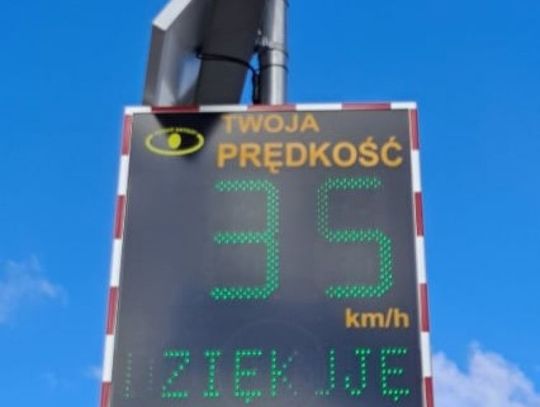 TWOJA
PRĘDKOŚĆ
35
km/h
DZIĘKUJĘ